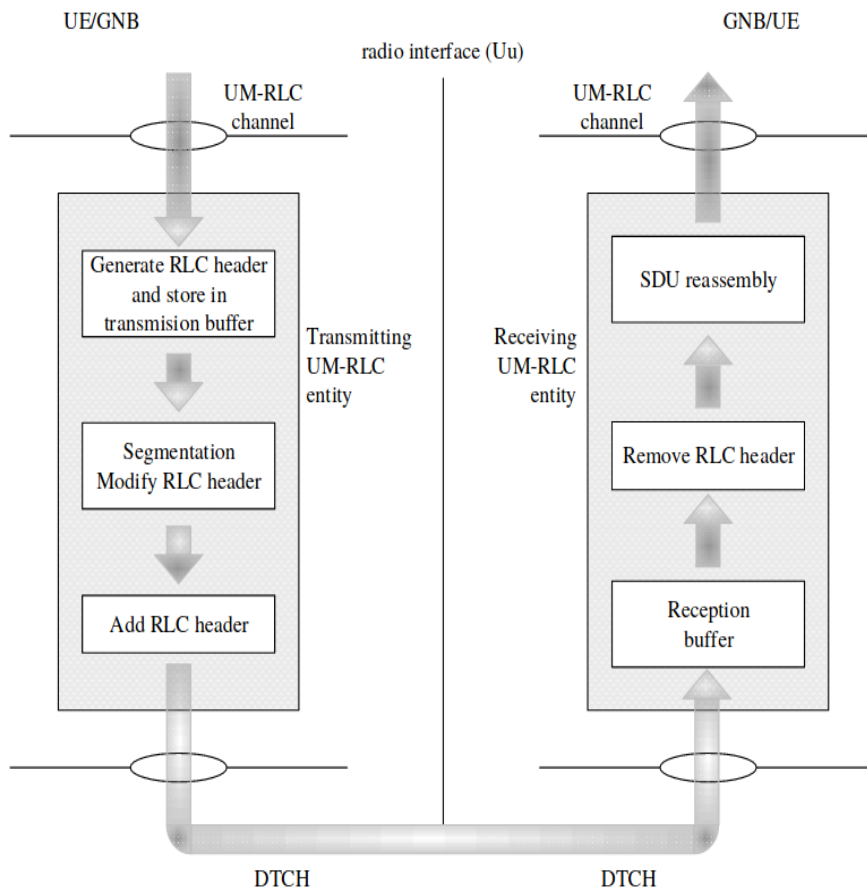 UE/GNB
GNB/UE
radio interface (Uu)
UM-RLC
channel
UM-RLC
channel
Generate RLC header
and store in
transmision buffer
Transmitting
UM-RLC
entity
Segmentation
Modify RLC header
Add RLC header
Receiving
UM-RLC
entity
SDU reassembly
Remove RLC header
Reception
buffer
DTCH
DTCH